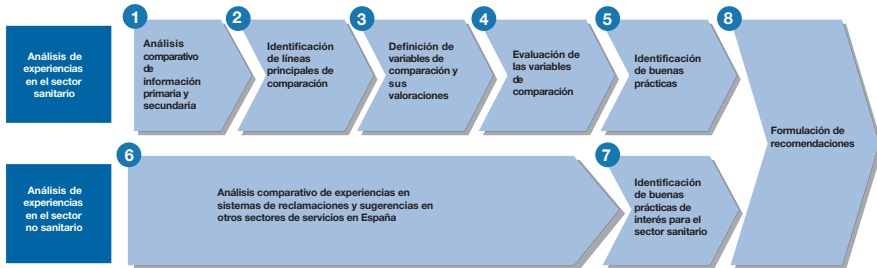 Análisis de
experiencias
en el sector
sanitario
1
Análisis
comparativo
de
información
primaria y
secundaria
2
Identificación
de líneas
principales de
comparación
3
Definición de
variables de
comparación y
sus
valoraciones
4
Evaluación de
las variables
de
comparación
5
Identificación
de buenas
prácticas
8
Formulación de
recomendaciones
Análisis de
experiencias
en el sector
no sanitario
6
Análisis comparativo de experiencias en
sistemas de reclamaciones y sugerencias en
otros sectores de servicios en España
7
Identificación
de buenas
prácticas de
interés para el
sector sanitario